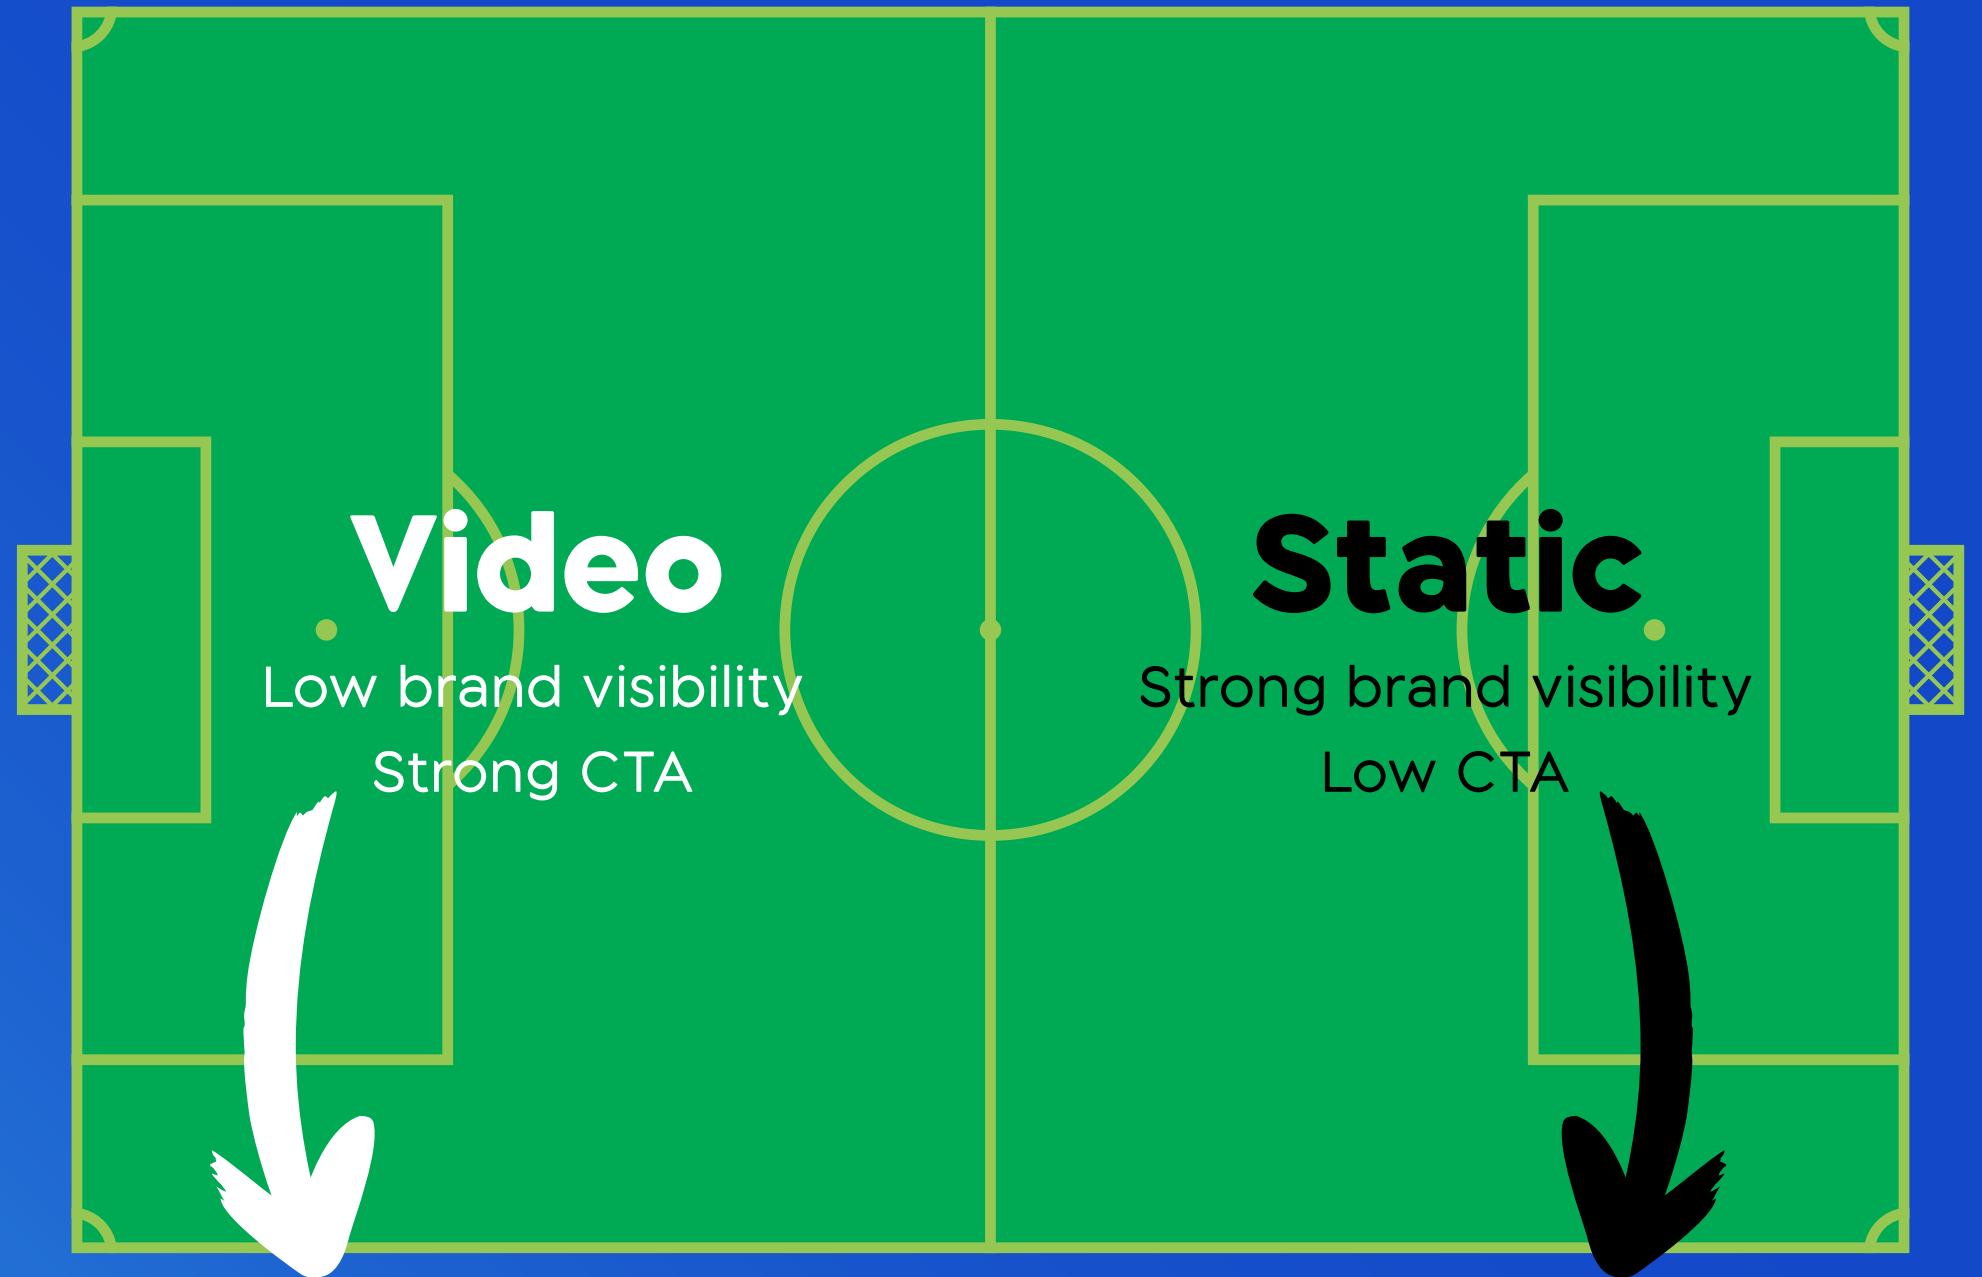 Video
Low brand visibility
Strong CTA
Static
Strong brand visibility
Low CTA